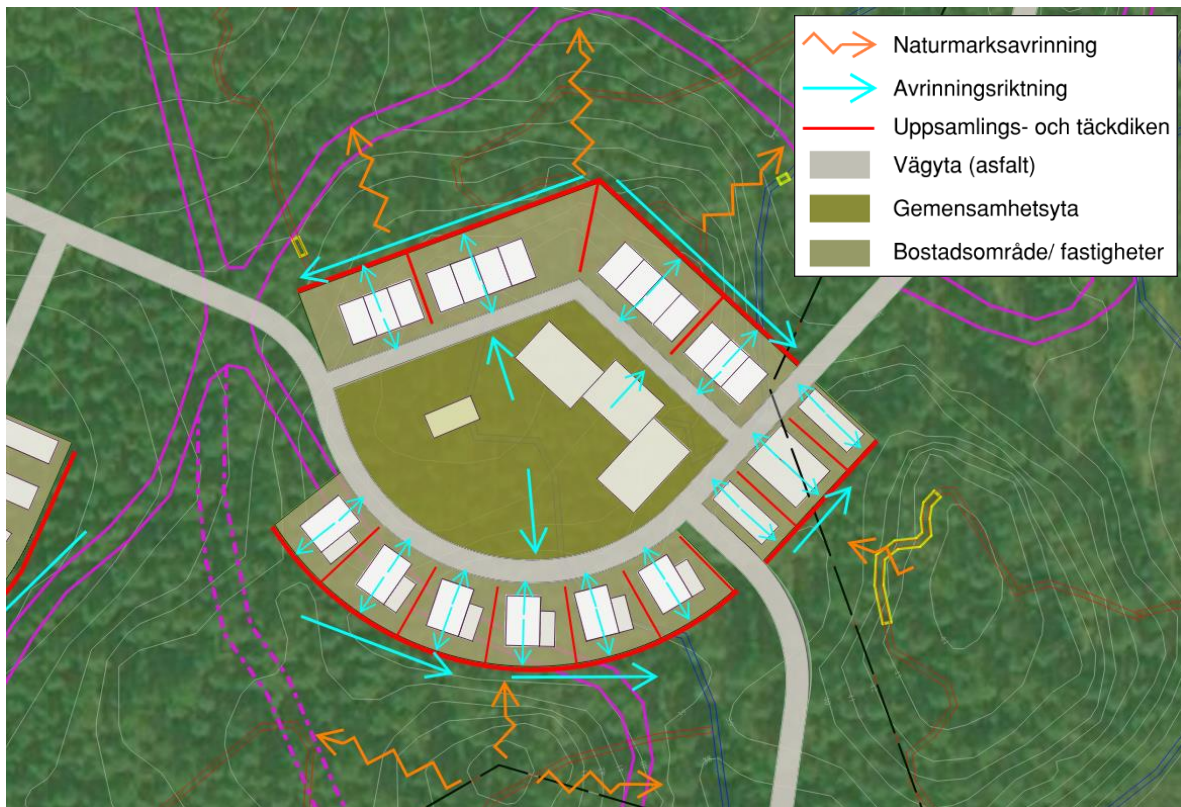 Naturmarksavrinning
Avrinningsriktning
Uppsamlings- och täckdiken
Vägyta (asfalt)
Gemensamhetsyta
Bostadsområde/ fastigheter